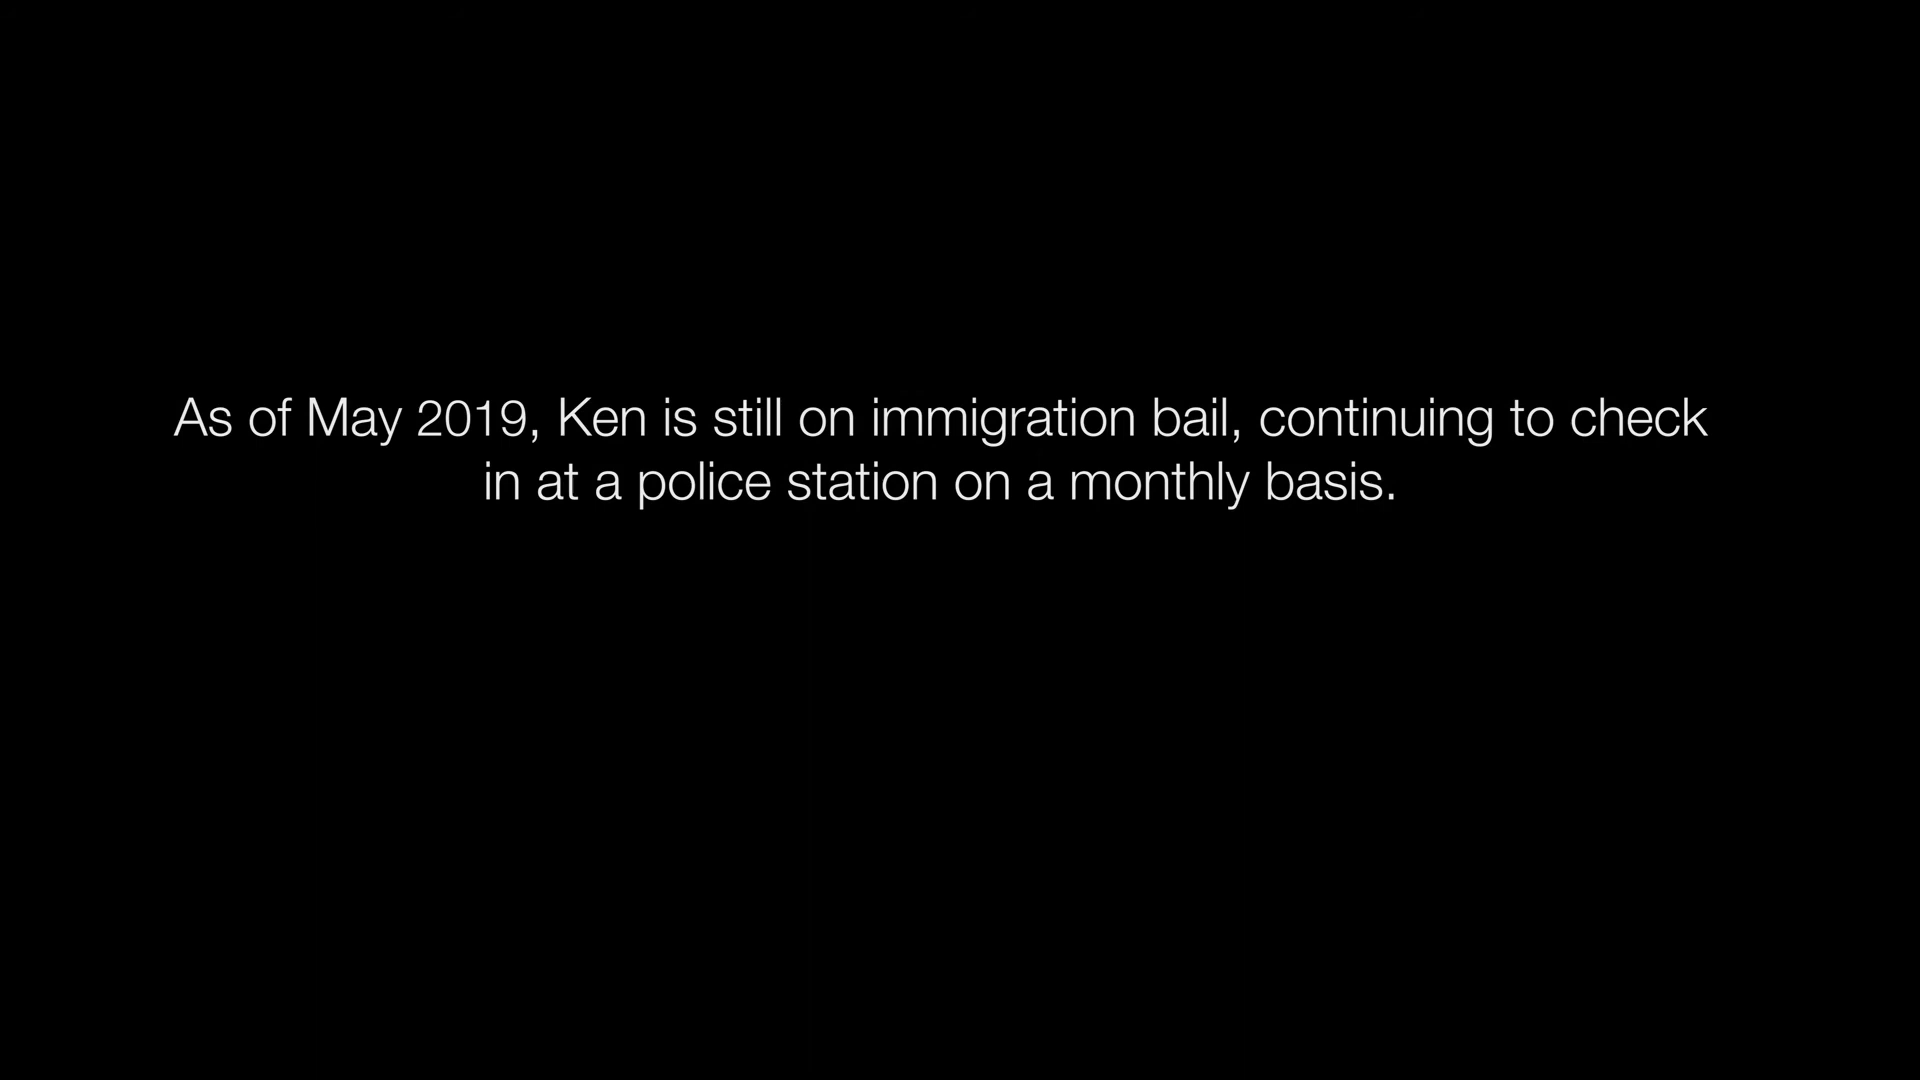 As of May 2019, Ken is still on immigration bail, continuing to check
in at a police station on a monthly basis.